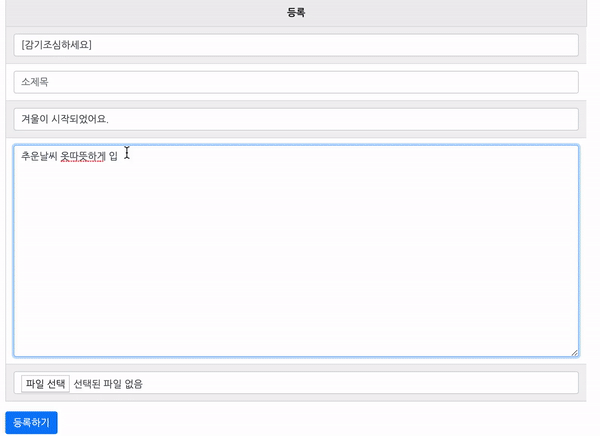 등록
[감기조심하세요]
소제목
겨울이 시작되었어요.
추운날씨 옷따뜻하게 입
파일 선택 선택된 파일 없음
등록하기